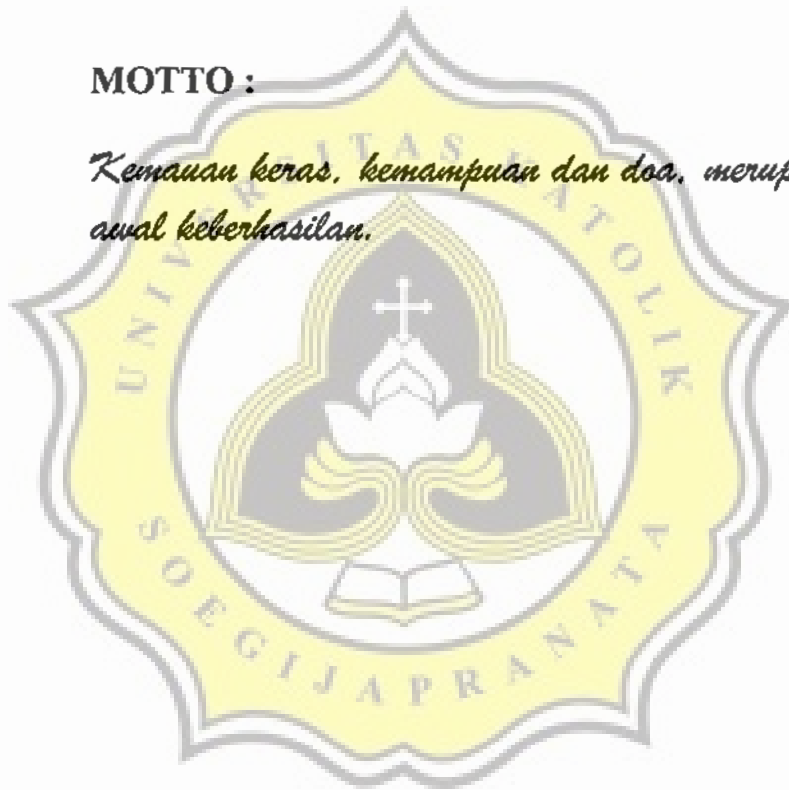 MOTTO :
Kemauan keras, kemampuan dan doa, merup
awal keberhasilan.
UNIVERSITAS KATOLIK
SOEGIJAPRANATA